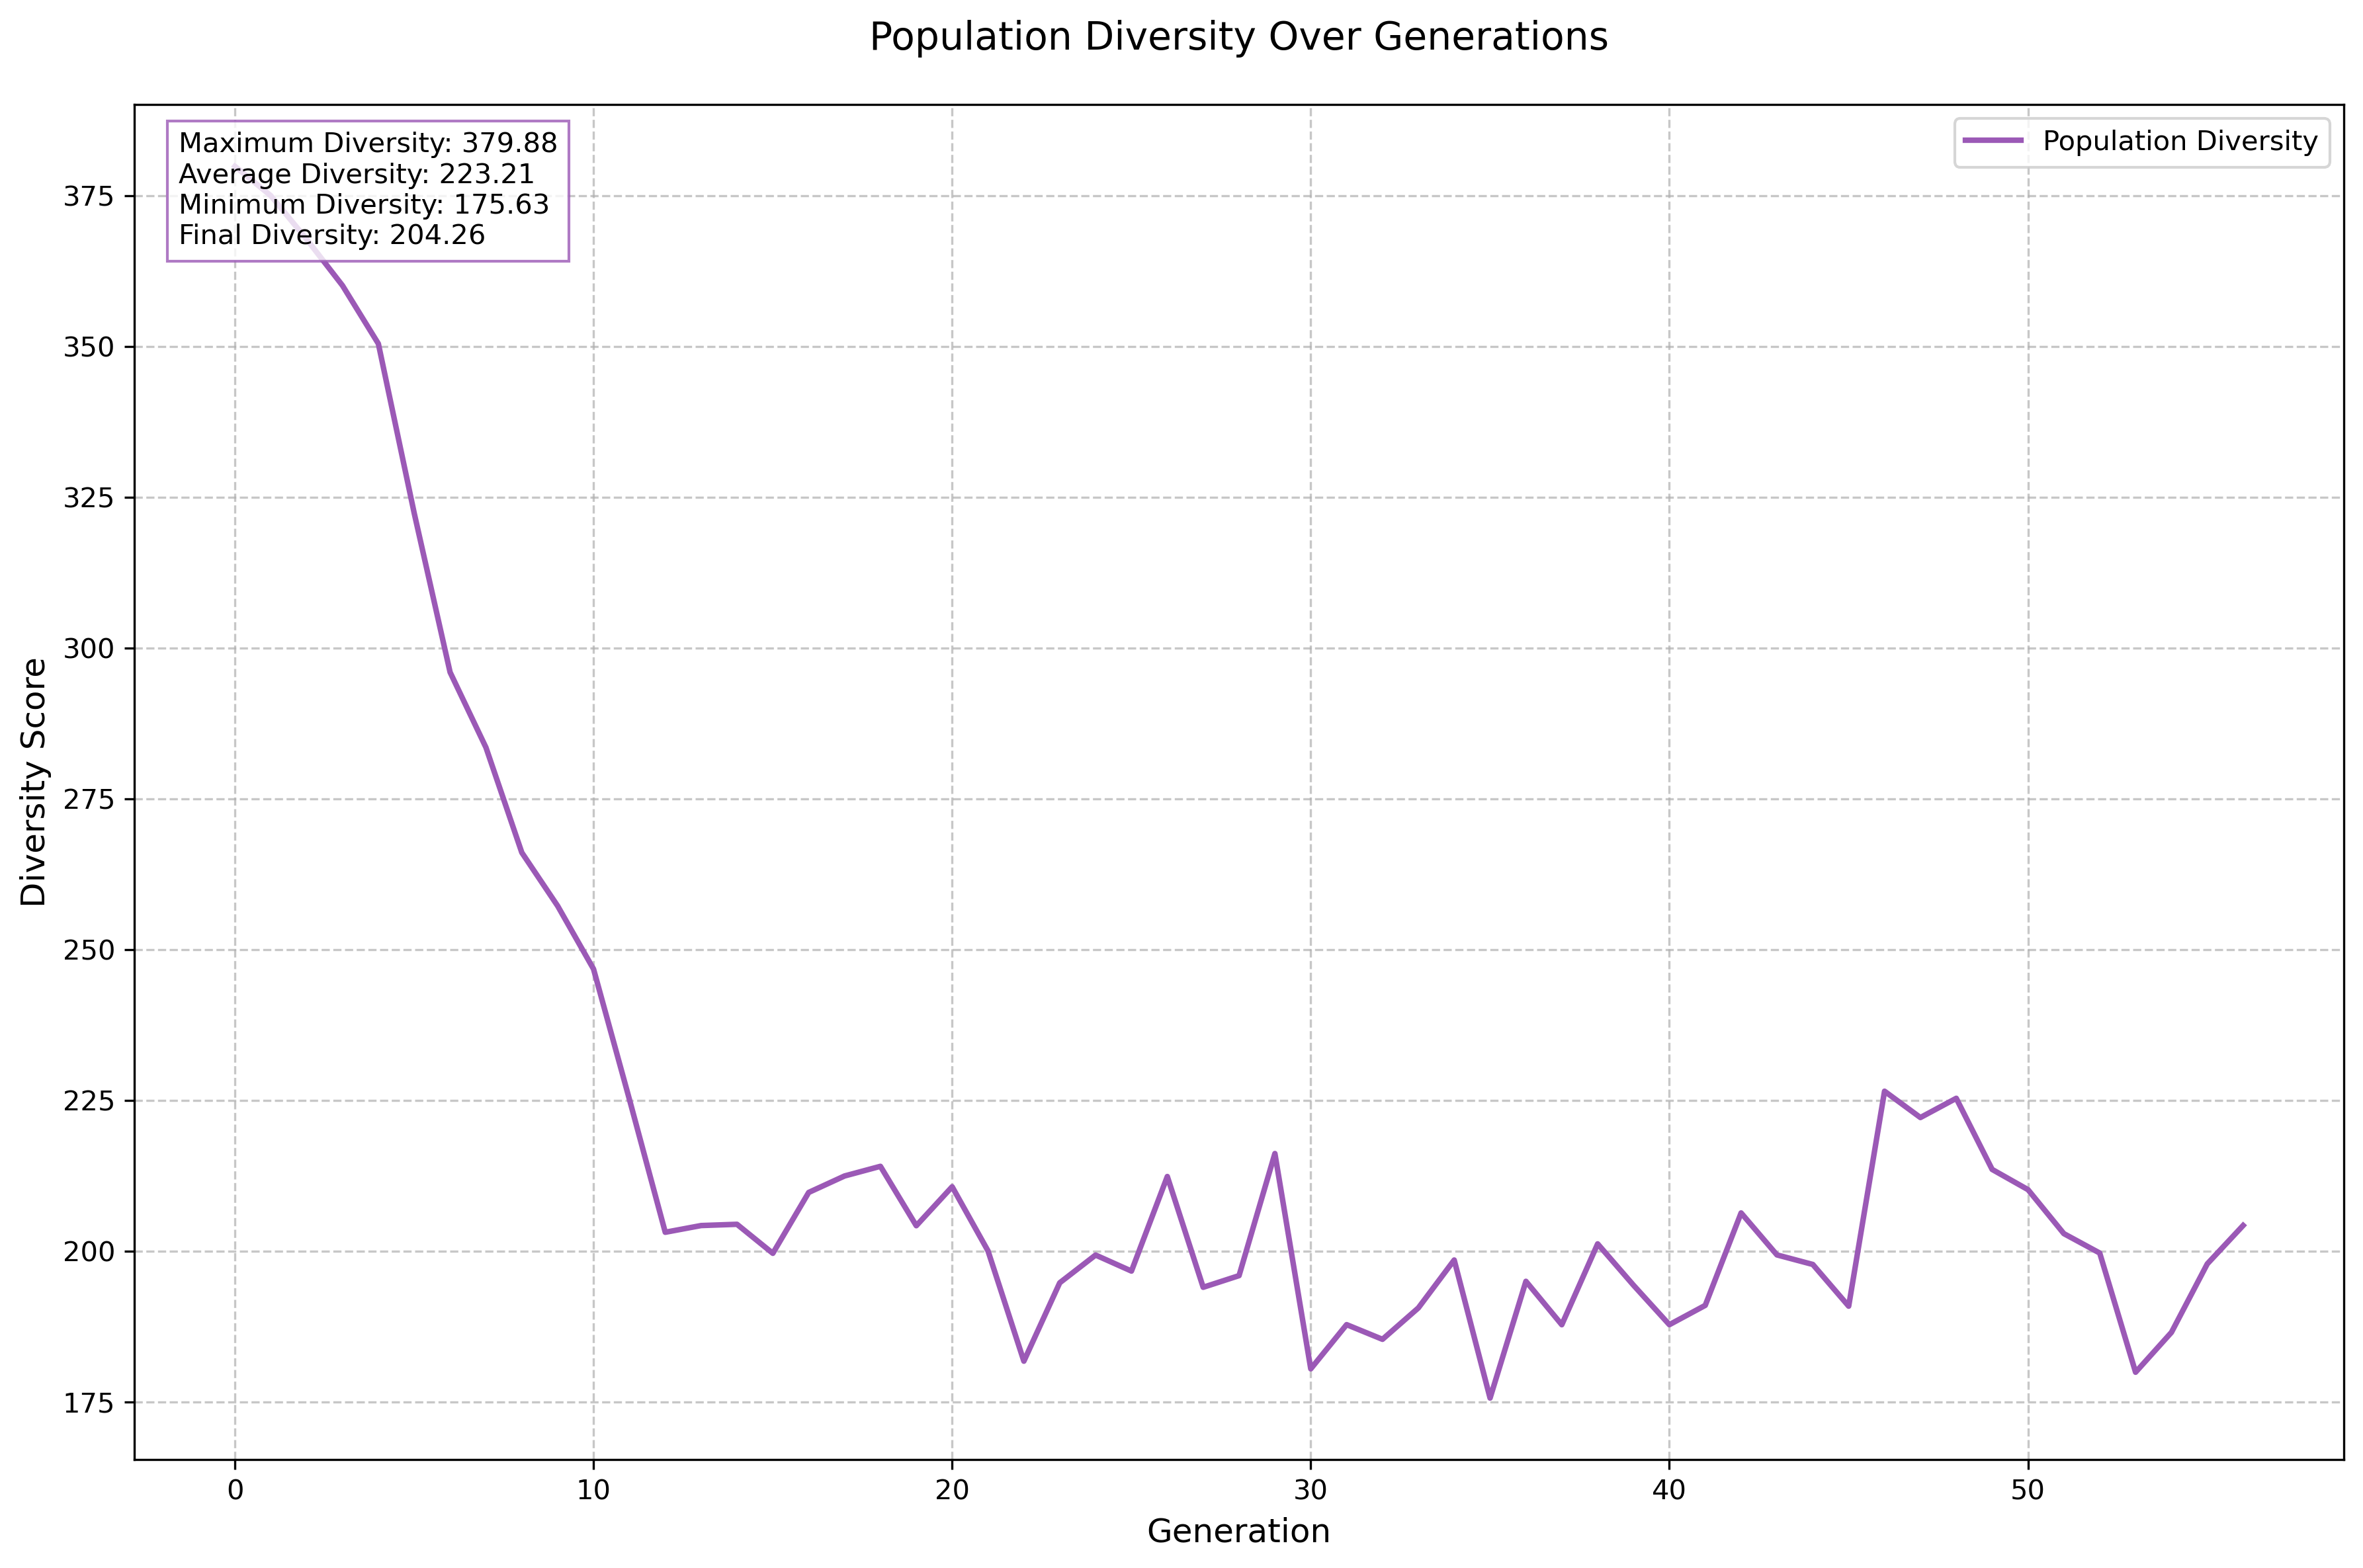 Population Diversity Over Generations
Maximum Diversity: 379.88
Average Diversity: 223.21
Minimum Diversity: 175.63
Final Diversity: 204.26
Population Diversity
Diversity Score
375
350
325
300
275
250
225
200
175
0
10
20
30
40
50
Generation